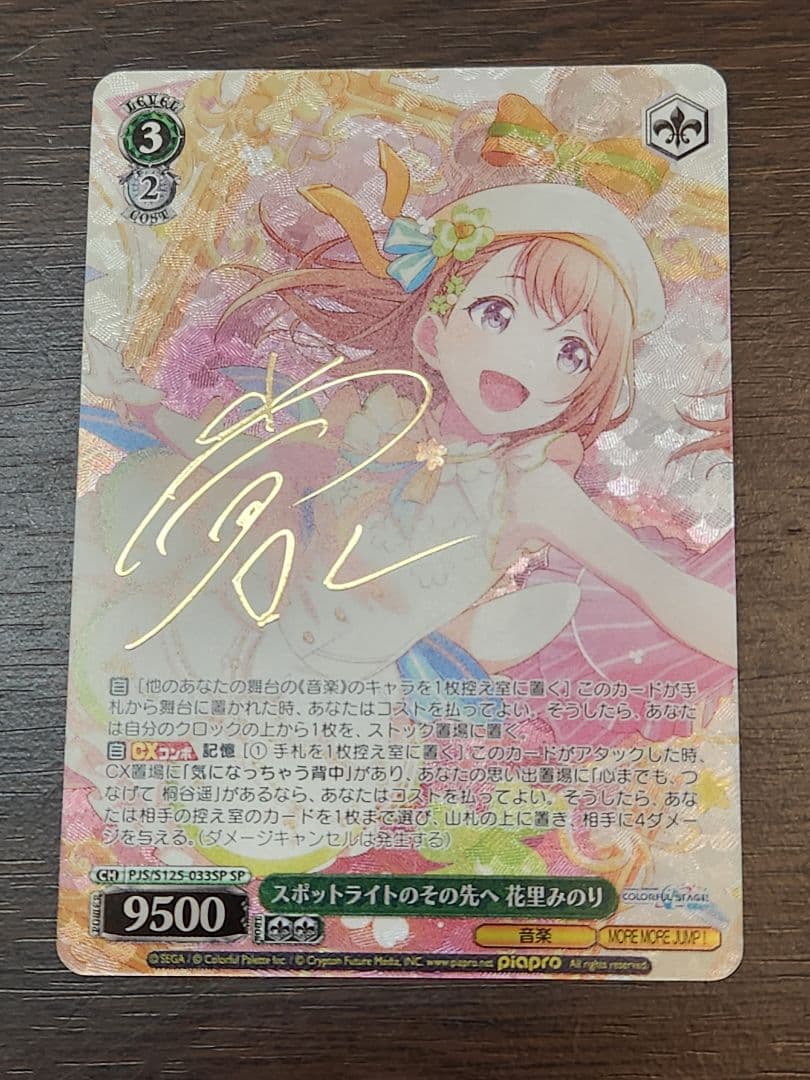 LEVEL
3
2
COST
自［他のあなたの舞台の《音楽》のキャラを1枚控え室に置く］このカードが手
札から舞台に置かれた時、あなたはコストを払ってよい。そうしたら、あなた
は自分のクロックの上から1枚を、ストック置場に置く。
自 CXコンボ 記憶［① 手札を1枚控え室に置く］このカードがアタックした時、
CX置場に「気になっちゃう背中」があり、あなたの思い出置場に「心までも、つ
なげて 桐谷遥」があるなら、あなたはコストを払ってよい。そうしたら、あな
たは相手の控え室のカードを1枚まで選び、山札の上に置き、相手に4ダメー
ジを与える。(ダメージキャンセルは発生する)
CH PJS/S125-033SP SP
スポットライトのその先へ 花里みのり
COLORFUL STAGE!
POWER
9500
SOUL
音楽
MORE MORE JUMP！
© SEGA / © Colorful Palette Inc. / © Crypton Future Media, INC. www.piapro.net piapro All rights reserved.